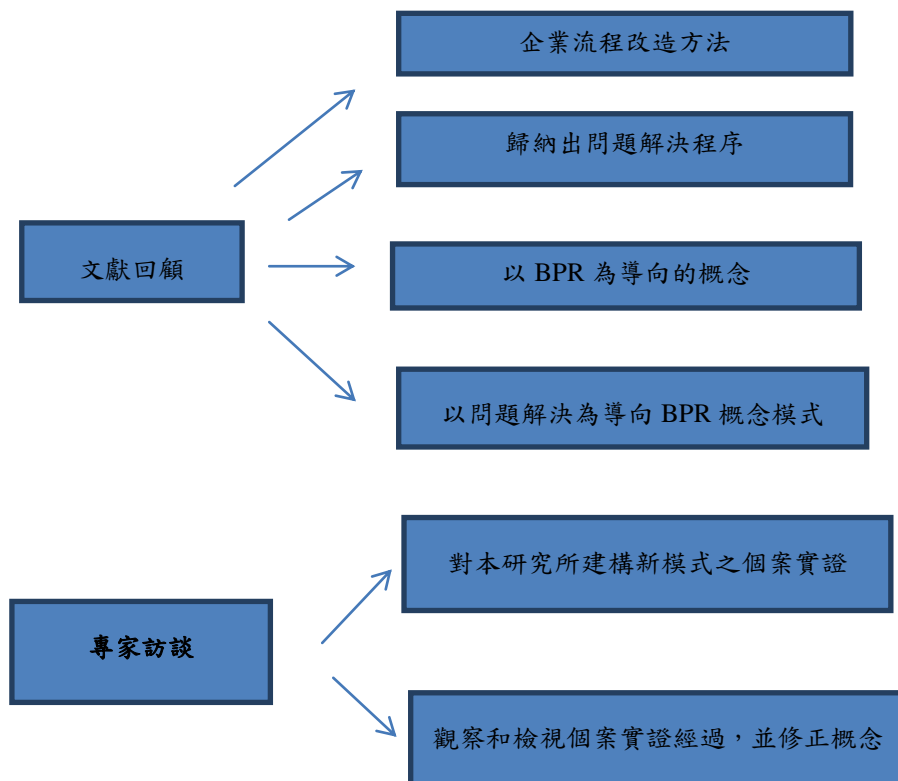 企業流程改造方法
歸納出問題解決程序
文獻回顧
以 BPR 為導向的概念
以問題解決為導向 BPR 概念模式
對本研究所建構新模式之個案實證
專家訪談
觀察和檢視個案實證經過，並修正概念